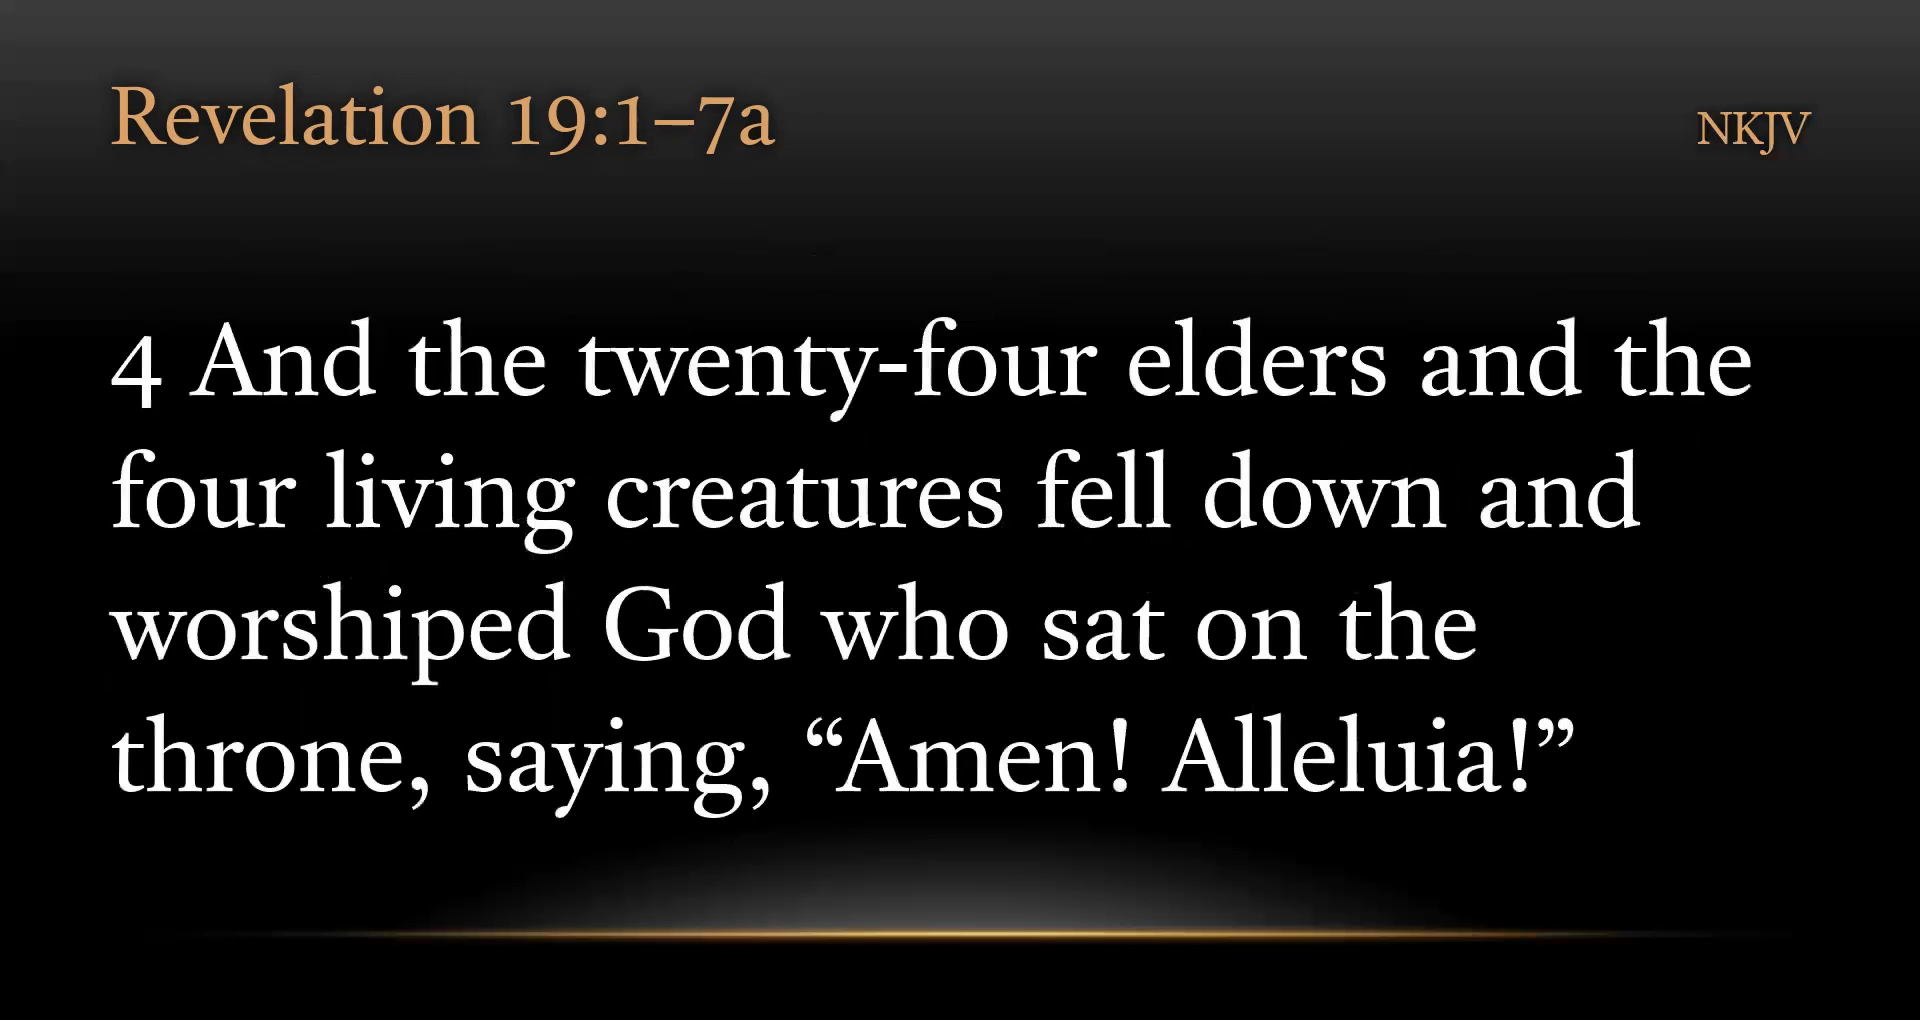 Revelation 19:1–7a
NKJV
4 And the twenty-four elders and the
four living creatures fell down and
worshiped God who sat on the
throne, saying, “Amen! Alleluia!”